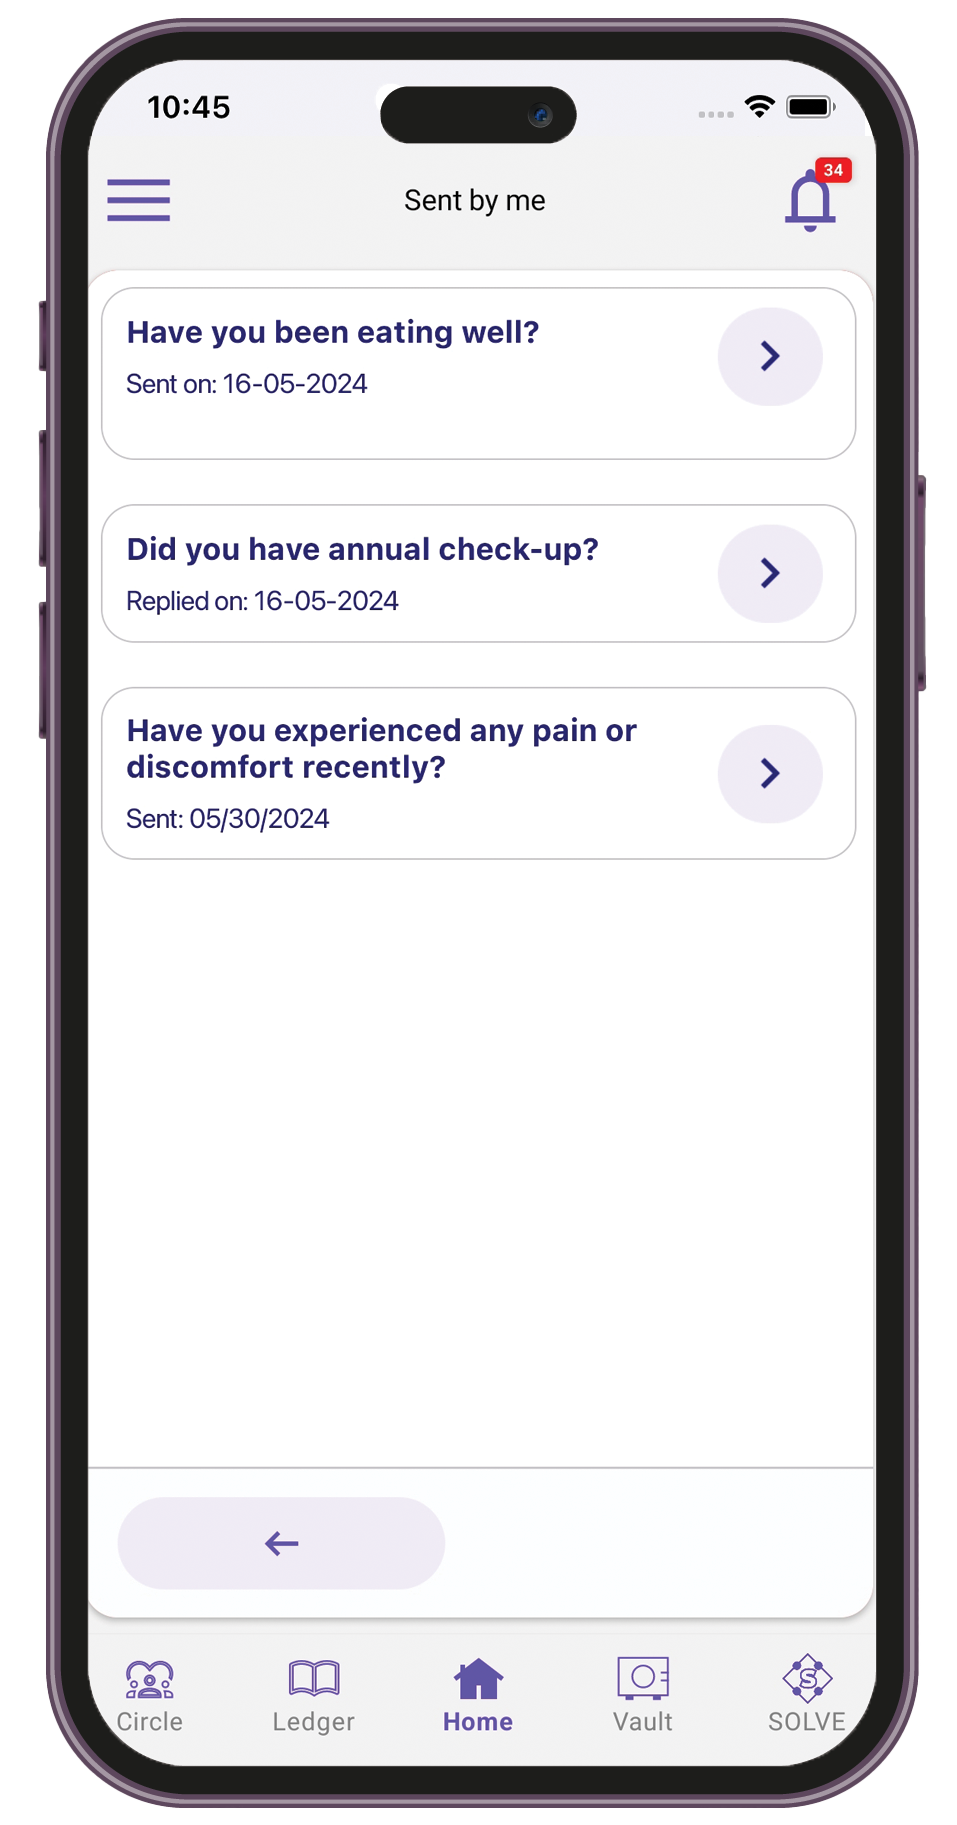 10:45
34
Sent by me
Have you been eating well?
Sent on: 16-05-2024
Did you have annual check-up?
Replied on: 16-05-2024
Have you experienced any pain or
discomfort recently?
Sent: 05/30/2024
S
Circle
Ledger
Home
Vault
SOLVE